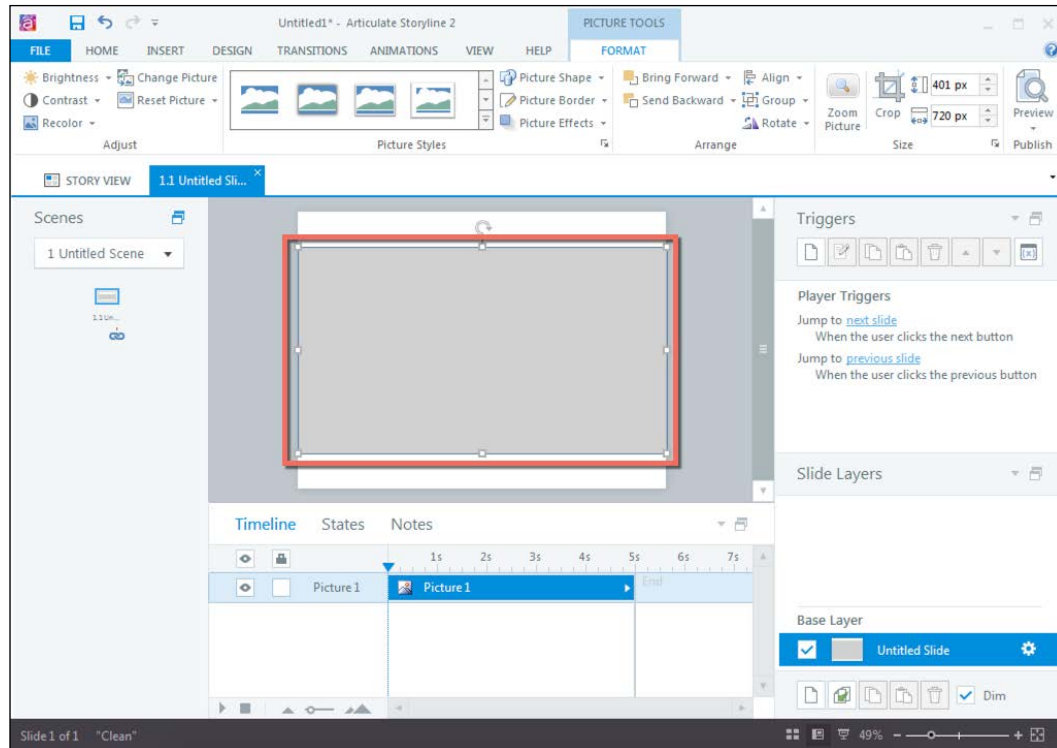 Untitled1* - Articulate Storyline 2
PICTURE TOOLS
FILE HOME INSERT DESIGN TRANSITIONS ANIMATIONS VIEW HELP FORMAT
Brightness Change Picture Picture Shape Bring Forward Align
Contrast Reset Picture Picture Border Send Backward Group
Recolor Picture Effects Rotate
Zoom Picture
Crop
401 px
720 px
Preview
Adjust Picture Styles Arrange Size Publish
STORY VIEW 1.1 Untitled Sli...
Scenes
1 Untitled Scene
1.1 Un...
Triggers
Player Triggers
Jump to next slide
When the user clicks the next button
Jump to previous slide
When the user clicks the previous button
Slide Layers
Timeline States Notes
1s 2s 3s 4s 5s 6s 7s
Picture 1 Picture 1 End
Base Layer
Untitled Slide
Dim
Slide 1 of 1 "Clean" 49%